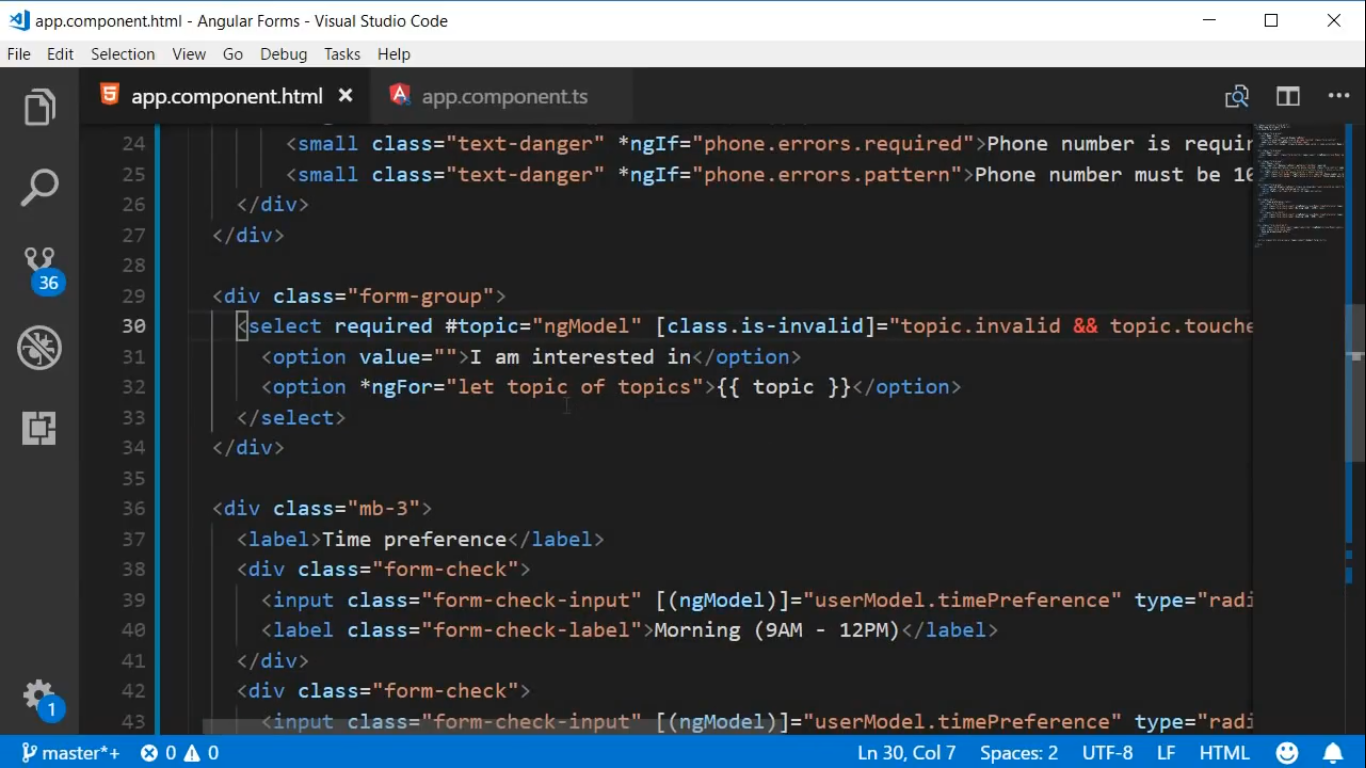 app.component.html - Angular Forms - Visual Studio Code
File Edit Selection View Go Debug Tasks Help
app.component.html app.component.ts
24 <small class="text-danger" *ngIf="phone.errors.required">Phone number is requir
25 <small class="text-danger" *ngIf="phone.errors.pattern">Phone number must be 10
26 </div>
27 </div>
28
29 <div class="form-group">
30 <select required #topic="ngModel" [class.is-invalid]="topic.invalid && topic.touche
31 <option value="">I am interested in</option>
32 <option *ngFor="let topic of topics">{{ topic }}</option>
33 </select>
34 </div>
35
36 <div class="mb-3">
37 <label>Time preference</label>
38 <div class="form-check">
39 <input class="form-check-input" [(ngModel)]="userModel.timePreference" type="radi
40 <label class="form-check-label">Morning (9AM - 12PM)</label>
41 </div>
42 <div class="form-check">
43 <input class="form-check-input" [(ngModel)]="userModel.timePreference" type="radi
36
1
master*+ 0 0 Ln 30, Col 7 Spaces: 2 UTF-8 LF HTML